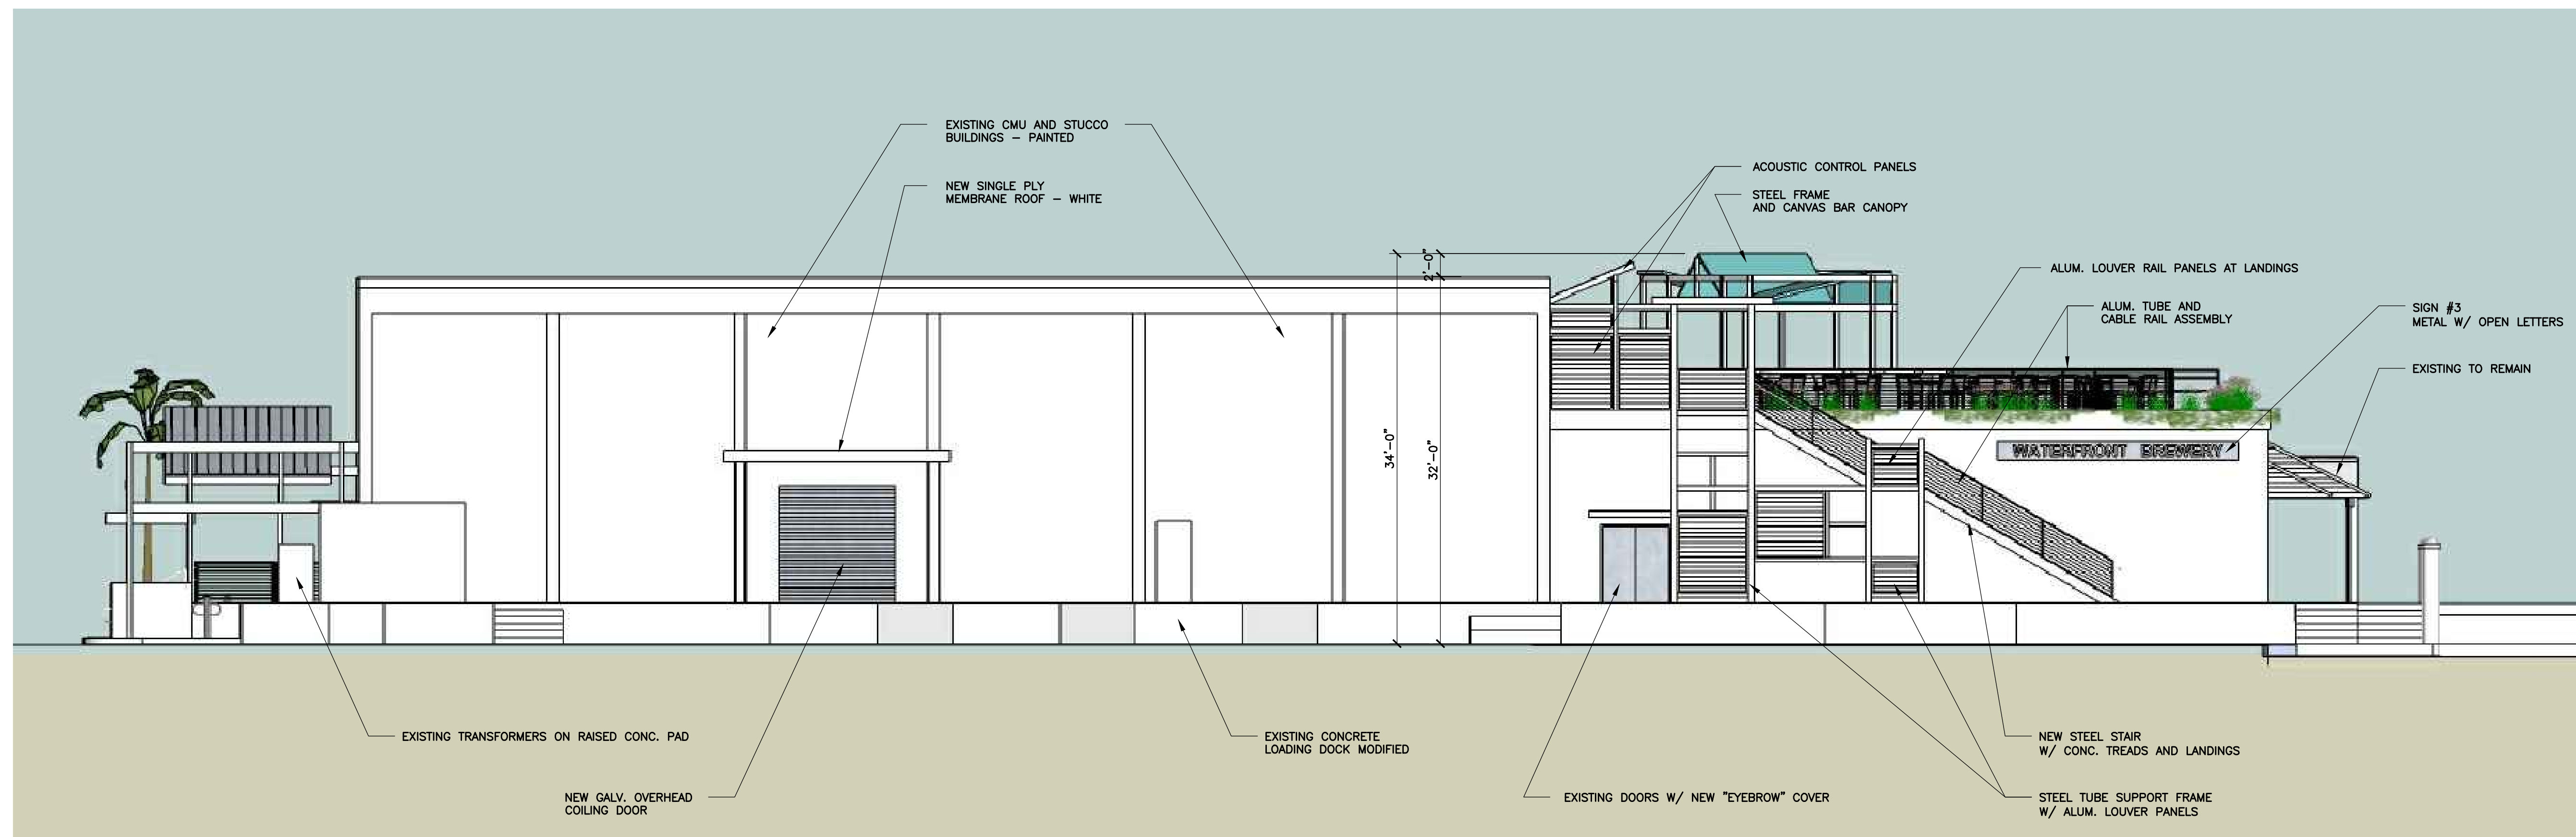 EXISTING CMU AND STUCCO
BUILDINGS – PAINTED
NEW SINGLE PLY
MEMBRANE ROOF – WHITE
ACOUSTIC CONTROL PANELS
STEEL FRAME
AND CANVAS BAR CANOPY
ALUM. LOUVER RAIL PANELS AT LANDINGS
ALUM. TUBE AND
CABLE RAIL ASSEMBLY
SIGN #3
METAL W/ OPEN LETTERS
EXISTING TO REMAIN
2'-0"
34'-0"
32'-0"
WATERFRONT BREWERY
EXISTING TRANSFORMERS ON RAISED CONC. PAD
NEW GALV. OVERHEAD
COILING DOOR
EXISTING CONCRETE
LOADING DOCK MODIFIED
EXISTING DOORS W/ NEW "EYEBROW" COVER
NEW STEEL STAIR
W/ CONC. TREADS AND LANDINGS
STEEL TUBE SUPPORT FRAME
W/ ALUM. LOUVER PANELS